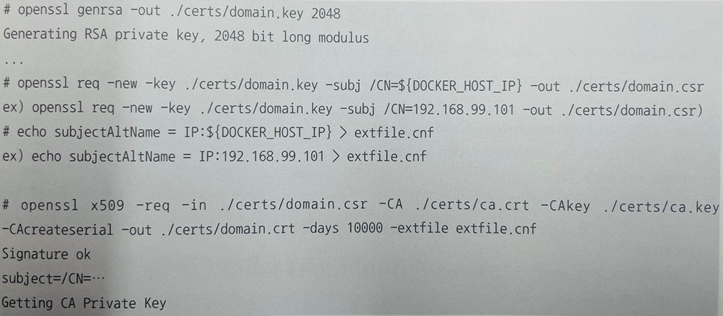 # openssl genrsa -out ./certs/domain.key 2048
Generating RSA private key, 2048 bit long modulus
...
# openssl req -new -key ./certs/domain.key -subj /CN=${DOCKER_HOST_IP} -out ./certs/domain.csr
ex) openssl req -new -key ./certs/domain.key -subj /CN=192.168.99.101 -out ./certs/domain.csr)
# echo subjectAltName = IP:${DOCKER_HOST_IP} > extfile.cnf
ex) echo subjectAltName = IP:192.168.99.101 > extfile.cnf
# openssl x509 -req -in ./certs/domain.csr -CA ./certs/ca.crt -CAkey ./certs/ca.key
-CAcreateserial -out ./certs/domain.crt -days 10000 -extfile extfile.cnf
Signature ok
subject=/CN=…
Getting CA Private Key